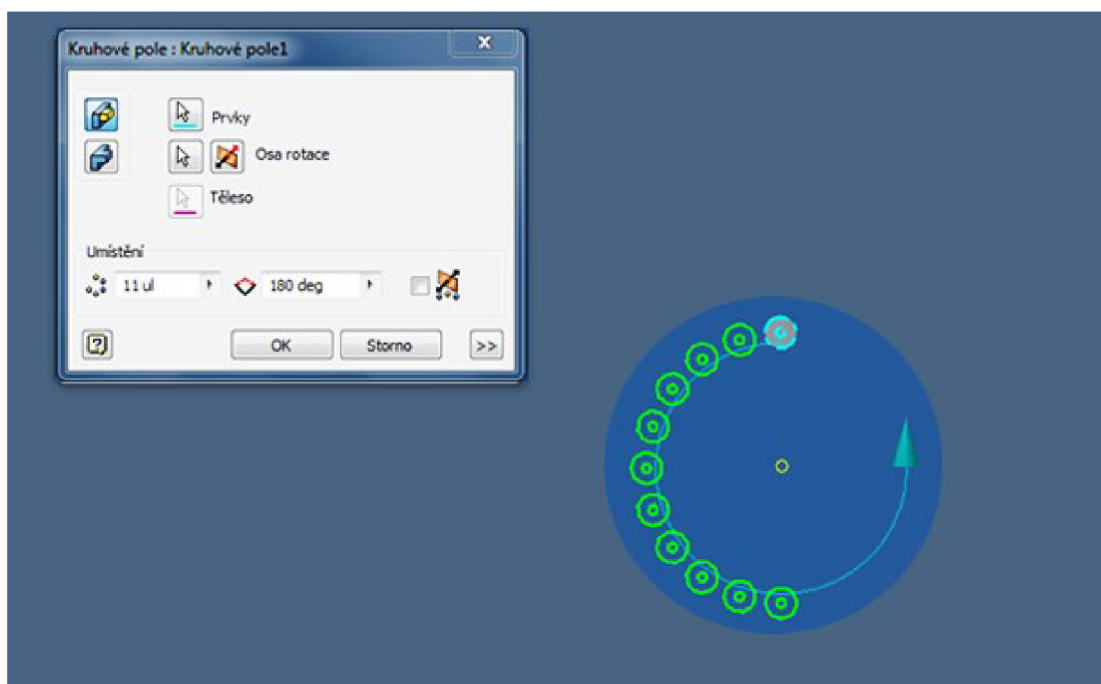 Kruhové pole : Kruhové pole1
Prvky
Osa rotace
Těleso
Umístění
11 ul
180 deg
OK
Storno
>>